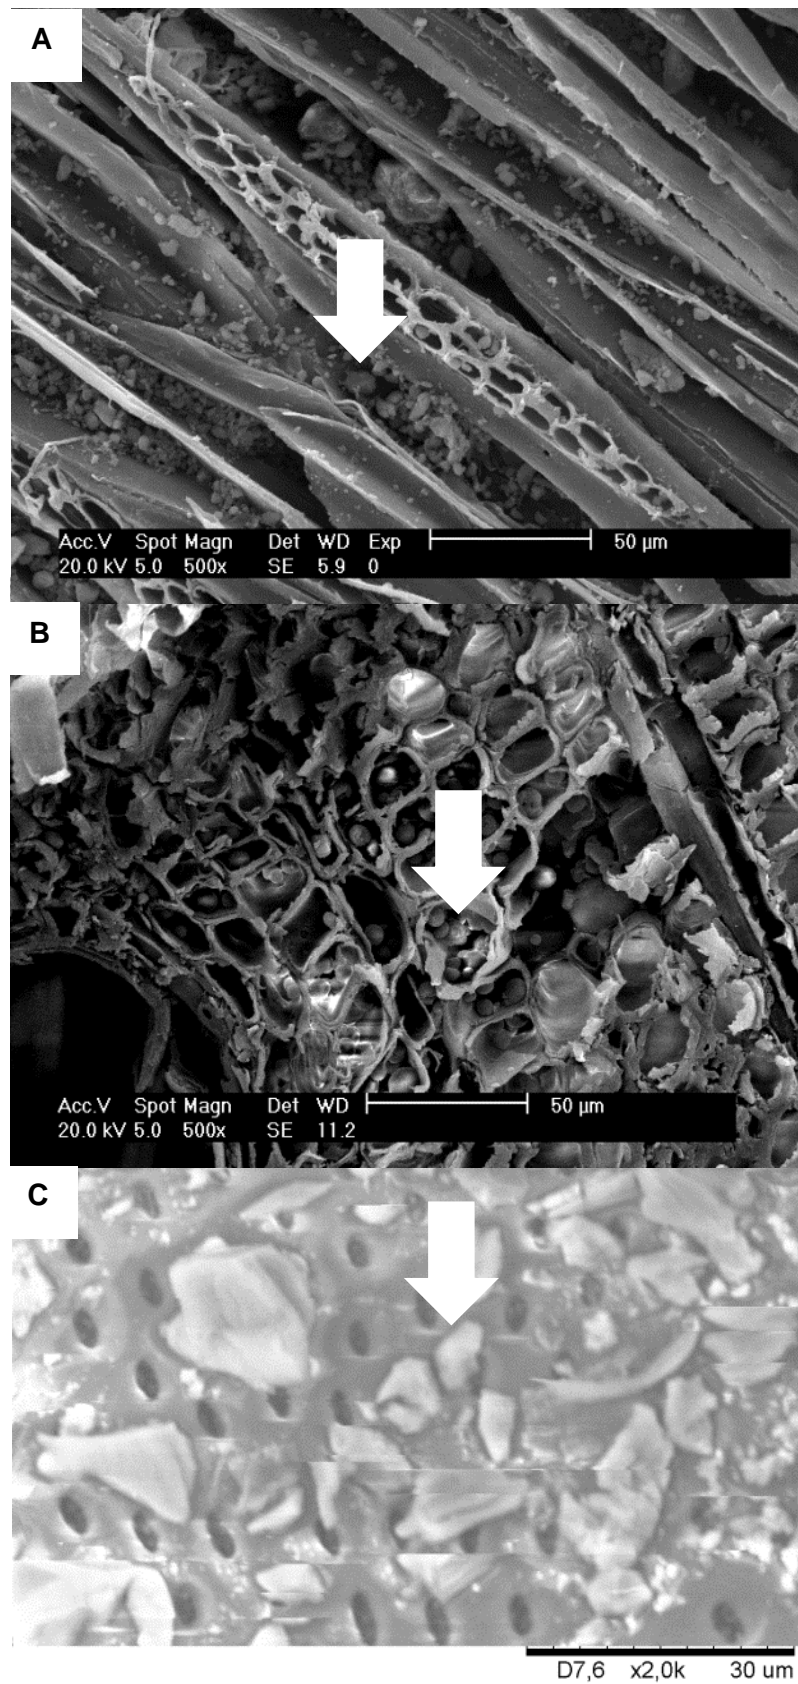 A
Acc.V Spot Magn Det WD Exp 50 µm
20.0 kV 5.0 500x SE 5.9 0
B
Acc.V Spot Magn Det WD 50 µm
20.0 kV 5.0 500x SE 11.2
C
D7,6 x2,0k 30 um